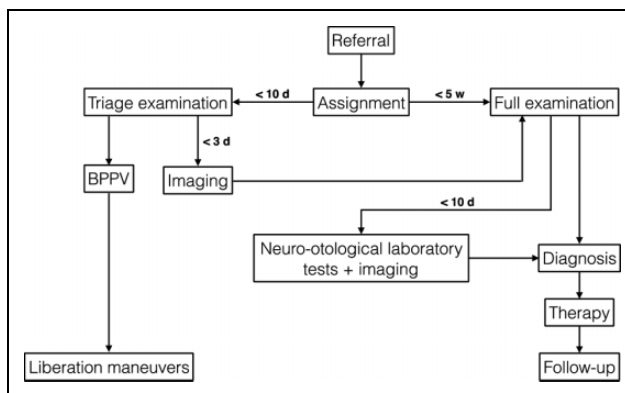 Referral
< 10 d
< 5 w
Triage examination
Assignment
Full examination
< 3 d
BPPV
Imaging
< 10 d
Neuro-otological laboratory
tests + imaging
Diagnosis
Therapy
Liberation maneuvers
Follow-up